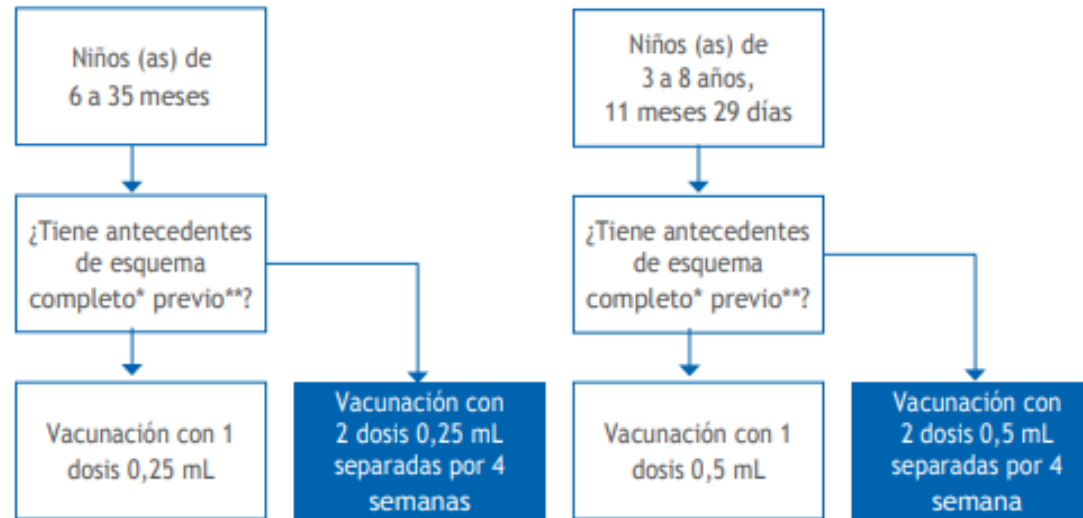 Niños (as) de
6 a 35 meses
¿Tiene antecedentes
de esquema
completo* previo**?
Vacunación con 1
dosis 0,25 mL
Vacunación con
2 dosis 0,25 mL
separadas por 4
semanas
Niños (as) de
3 a 8 años,
11 meses 29 días
¿Tiene antecedentes
de esquema
completo* previo**?
Vacunación con 1
dosis 0,5 mL
Vacunación con
2 dosis 0,5 mL
separadas por 4
semana